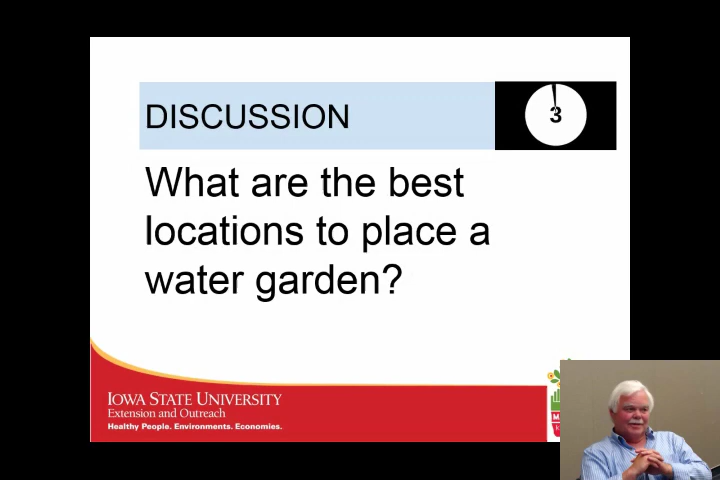 DISCUSSION
3
What are the best
locations to place a
water garden?
IOWA STATE UNIVERSITY
Extension and Outreach
Healthy People. Environments. Economies.